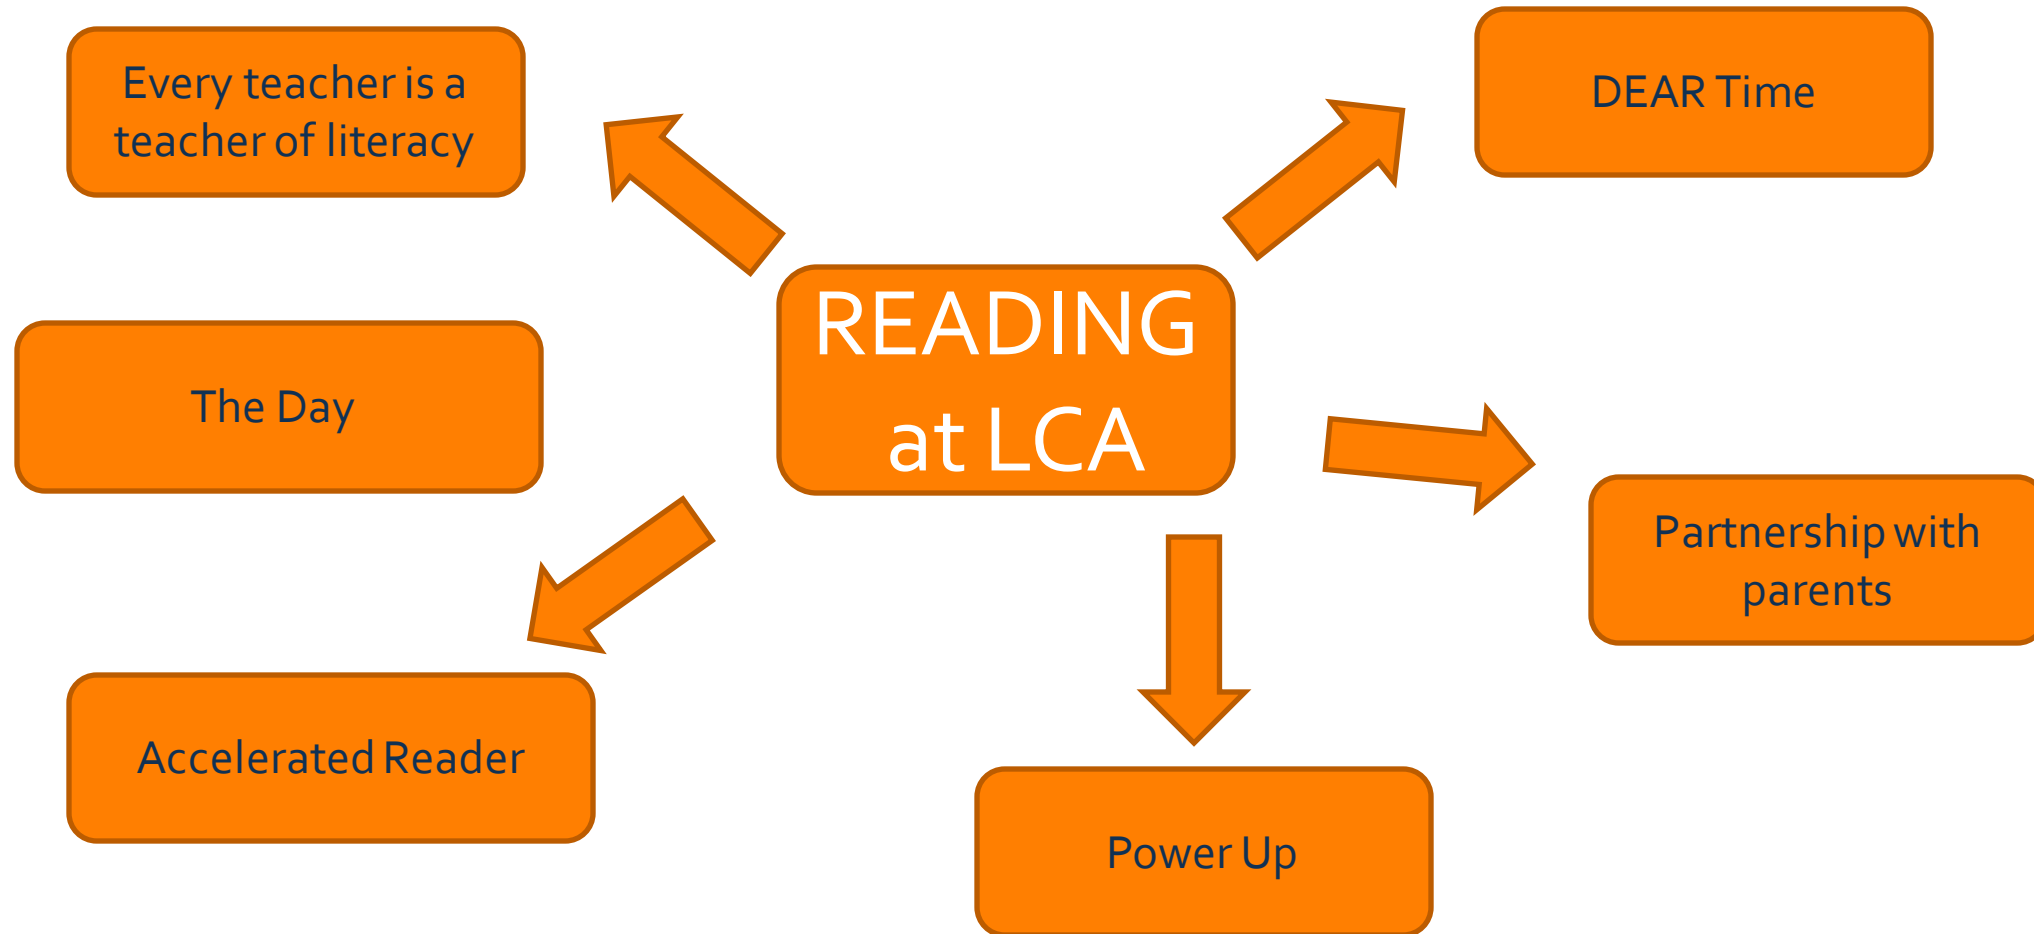 Every teacher is a
teacher of literacy
DEAR Time
READING
at LCA
The Day
Partnership with
parents
Accelerated Reader
Power Up